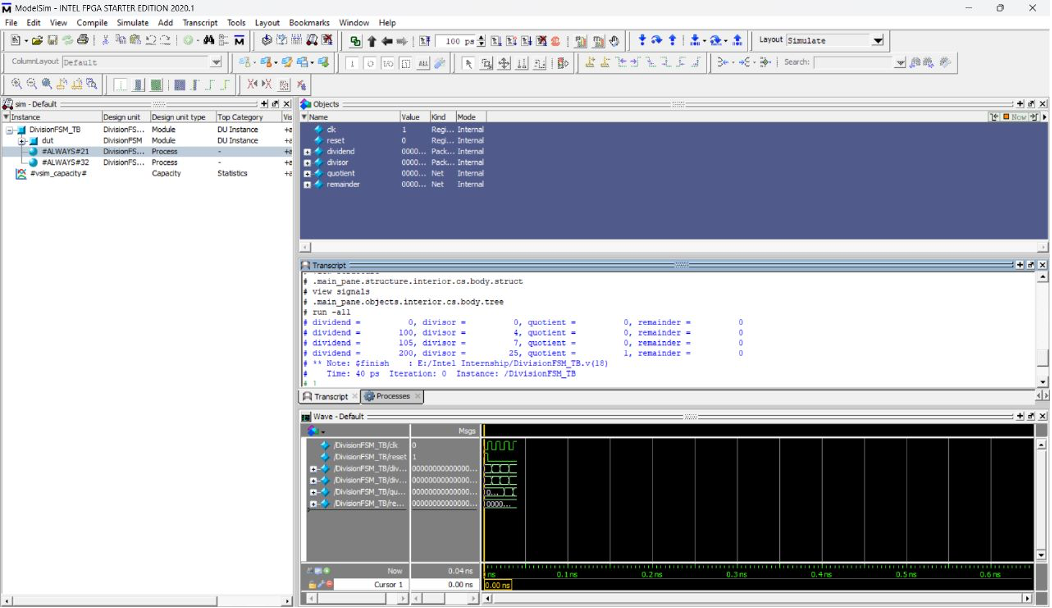 ModelSim - INTEL FPGA STARTER EDITION 2020.1
File Edit View Compile Simulate Add Transcript Tools Layout Bookmarks Window Help
100 ps
Layout Simulate
ColumnLayout Default
Search:
sim - Default
Instance Design unit Design unit type Top Category Vis
DivisionFSM_TB DivisionFS... Module DU Instance +a
dut DivisionFSM Module DU Instance +a
#ALWAYS#21 DivisionFS... Process - +a
#ALWAYS#32 DivisionFS... Process - +a
#vsim_capacity# Capacity Statistics +a
Objects
Name Value Kind Mode
Now
clk 1 Regi... Internal
reset 0 Regi... Internal
dividend 0000... Pack... Internal
divisor 0000... Pack... Internal
quotient 0000... Net Internal
remainder 0000... Net Internal
Transcript
# .main_pane.structure.interior.cs.body.struct
# view signals
# .main_pane.objects.interior.cs.body.tree
# run -all
# dividend = 0, divisor = 0, quotient = 0, remainder = 0
# dividend = 100, divisor = 4, quotient = 0, remainder = 0
# dividend = 105, divisor = 7, quotient = 0, remainder = 0
# dividend = 200, divisor = 25, quotient = 1, remainder = 0
# ** Note: $finish : E:/Intel Internship/DivisionFSM_TB.v(18)
# Time: 40 ps Iteration: 0 Instance: /DivisionFSM_TB
# 1
Transcript Processes
Wave - Default
Msgs
/DivisionFSM_TB/clk 0
/DivisionFSM_TB/reset 1
/DivisionFSM_TB/div... 00000000000000...
/DivisionFSM_TB/div... 00000000000000...
/DivisionFSM_TB/qu... 00000000000000... 0...
/DivisionFSM_TB/re... 00000000000000... 0000...
Now 0.04 ns ns 0.1 ns 0.2 ns 0.3 ns 0.4 ns 0.5 ns 0.6 ns
Cursor 1 0.00 ns 0.00 ns